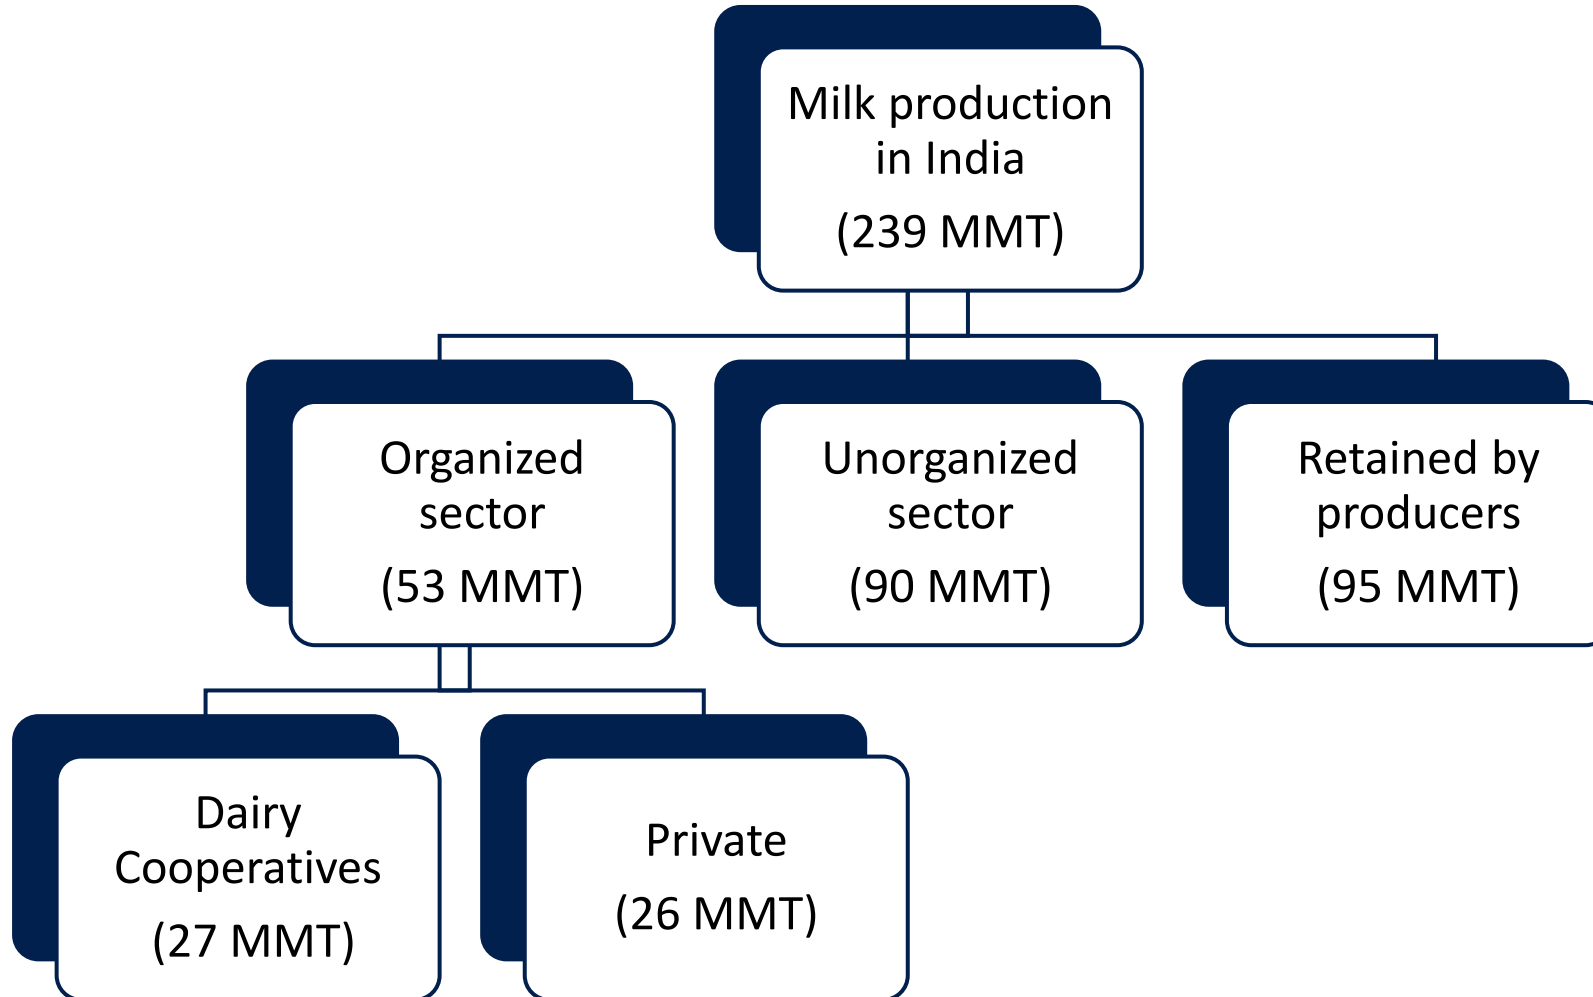 Milk production
in India
(239 MMT)
Organized
sector
(53 MMT)
Unorganized
sector
(90 MMT)
Retained by
producers
(95 MMT)
Dairy
Cooperatives
(27 MMT)
Private
(26 MMT)